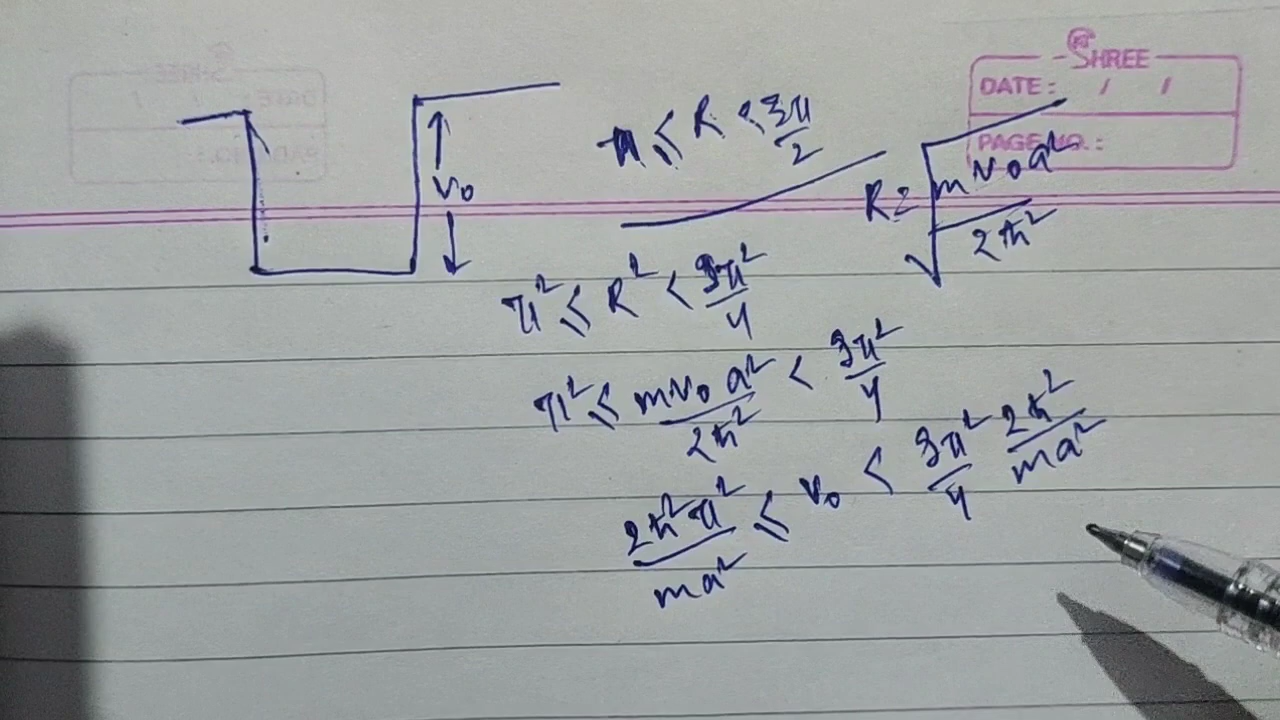 SHREE
DATE: / /
PAGE NO.:
π ≤ R < 3π/2
V₀
R = √(mV₀a²/2ħ²)
π² ≤ R² < 9π²/4
π² ≤ mV₀a²/2ħ² < 9π²/4
2ħ²π²/ma² ≤ V₀ < 9π²/4 2ħ²/ma²